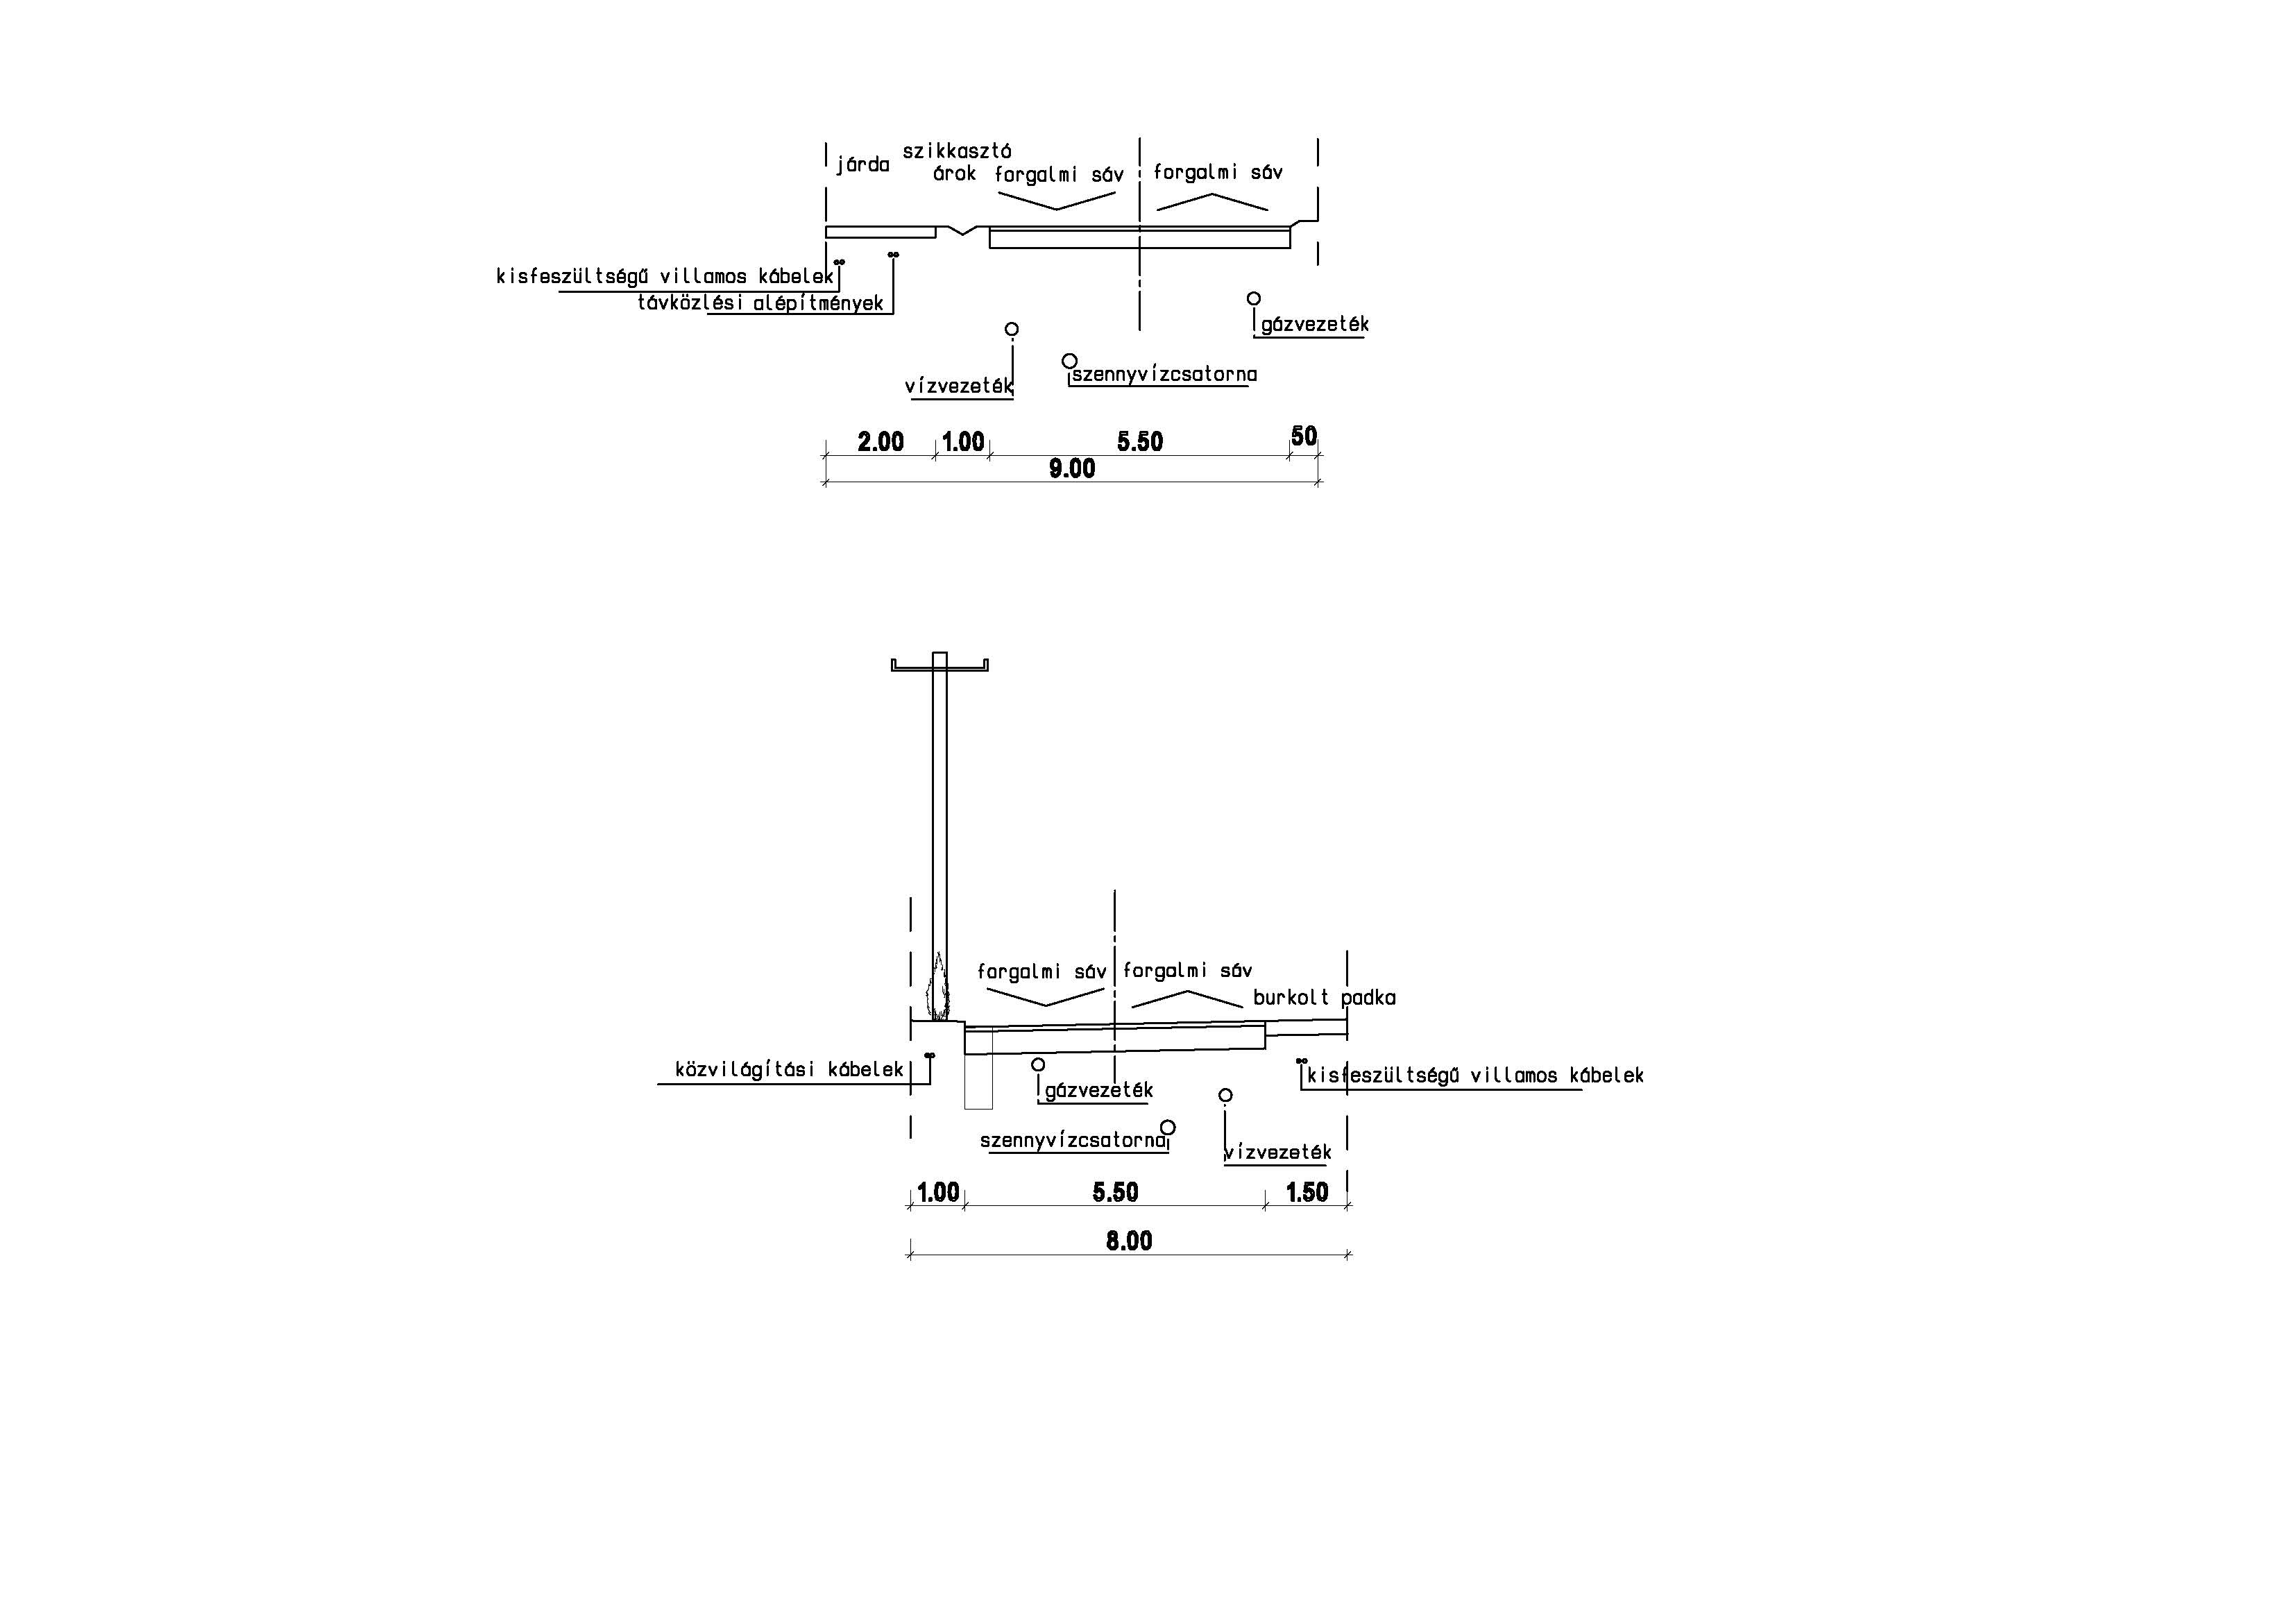 járda
szikkasztó
árok
forgalmi sáv
forgalmi sáv
kisfeszültségű villamos kábelek
távközlési alépítmények
gázvezeték
szennyvízcsatorna
vízvezeték
2.00 1.00 5.50 50
9.00
forgalmi sáv
forgalmi sáv
burkolt padka
közvilágítási kábelek
kisfeszültségű villamos kábelek
gázvezeték
szennyvízcsatorna
vízvezeték
1.00 5.50 1.50
8.00